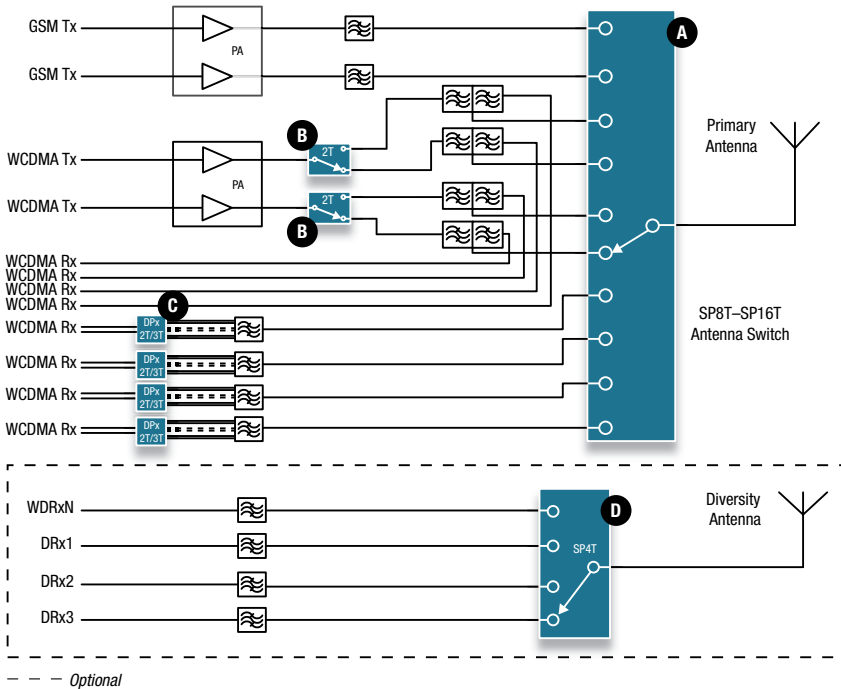 GSM Tx
PA
GSM Tx
A
Primary
Antenna
B
2T
WCDMA Tx
PA
2T
WCDMA Tx
B
WCDMA Rx
WCDMA Rx
WCDMA Rx
WCDMA Rx
C
SP8T–SP16T
Antenna Switch
WCDMA Rx
DPx
2T/3T
WCDMA Rx
DPx
2T/3T
WCDMA Rx
DPx
2T/3T
WCDMA Rx
DPx
2T/3T
WDRxN
D
Diversity
Antenna
DRx1
SP4T
DRx2
DRx3
Optional